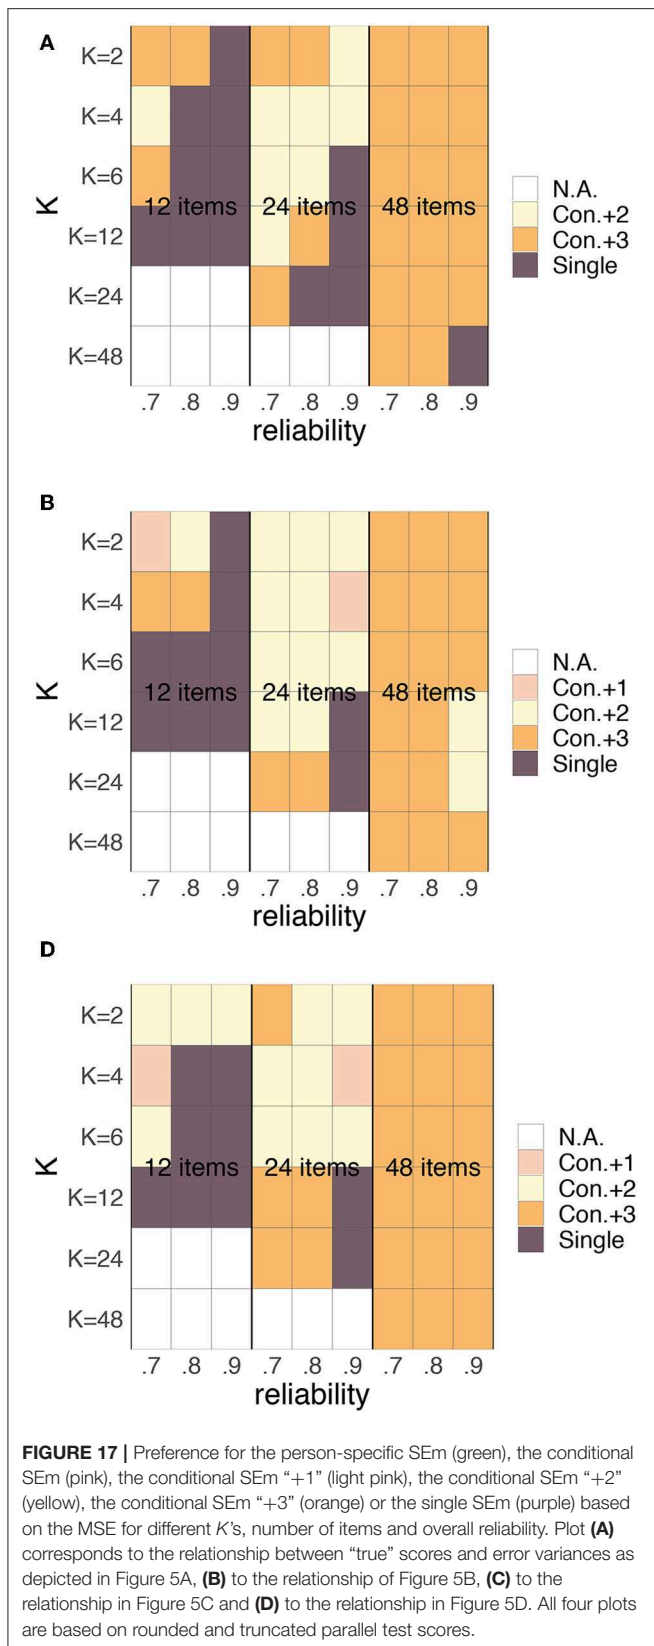 A
K=2
K=4
K=6
K=12
K=24
K=48
K
12 items 24 items 48 items
.7 .8 .9 .7 .8 .9 .7 .8 .9
reliability
N.A.
Con.+2
Con.+3
Single
B
K=2
K=4
K=6
K=12
K=24
K=48
K
12 items 24 items 48 items
.7 .8 .9 .7 .8 .9 .7 .8 .9
reliability
N.A.
Con.+1
Con.+2
Con.+3
Single
D
K=2
K=4
K=6
K=12
K=24
K=48
K
12 items 24 items 48 items
.7 .8 .9 .7 .8 .9 .7 .8 .9
reliability
N.A.
Con.+1
Con.+2
Con.+3
Single
FIGURE 17 | Preference for the person-specific SEm (green), the conditional
SEm (pink), the conditional SEm “+1” (light pink), the conditional SEm “+2”
(yellow), the conditional SEm “+3” (orange) or the single SEm (purple) based
on the MSE for different K’s, number of items and overall reliability. Plot (A)
corresponds to the relationship between “true” scores and error variances as
depicted in Figure 5A, (B) to the relationship of Figure 5B, (C) to the
relationship in Figure 5C and (D) to the relationship in Figure 5D. All four plots
are based on rounded and truncated parallel test scores.